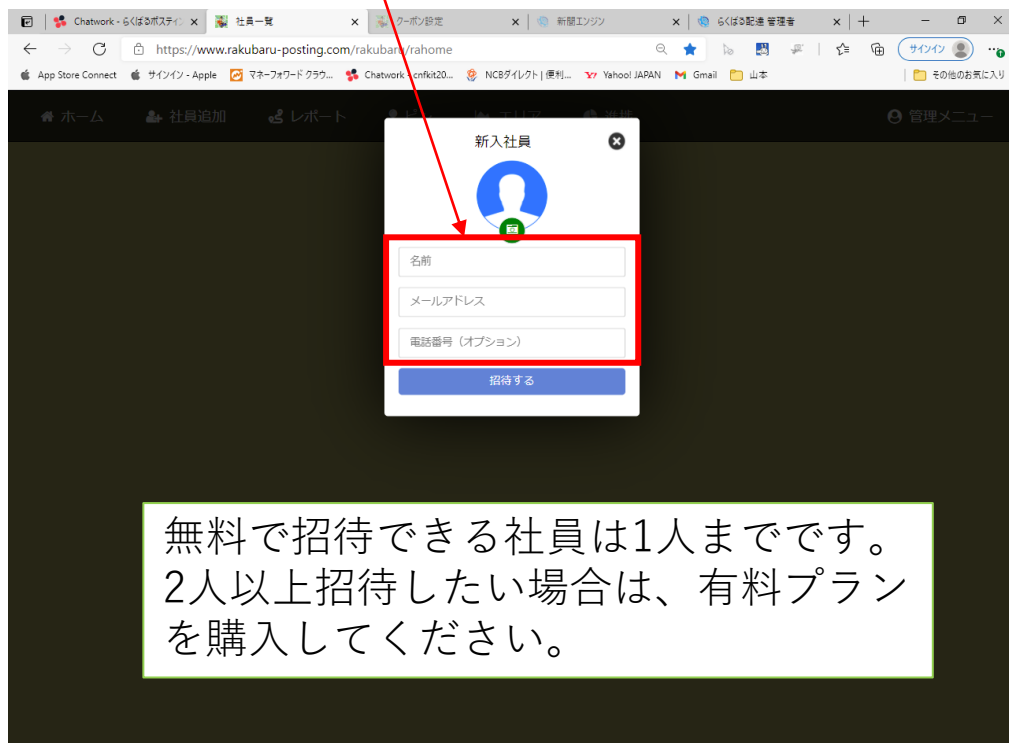 Chatwork - らくばるポスティン
社員一覧
クーポン設定
新聞エンジン
らくばる配達 管理者
https://www.rakubaru-posting.com/rakubaru/rahome
サインイン
App Store Connect
サインイン - Apple
マネーフォワード クラウ...
Chatwork - cnfkit20...
NCBダイレクト | 便利...
Yahoo! JAPAN
Gmail
山本
その他のお気に入り
ホーム
社員追加
レポート
エリア
進捗
管理メニュー
新入社員
名前
メールアドレス
電話番号（オプション）
招待する
無料で招待できる社員は1人までです。
2人以上招待したい場合は、有料プラン
を購入してください。